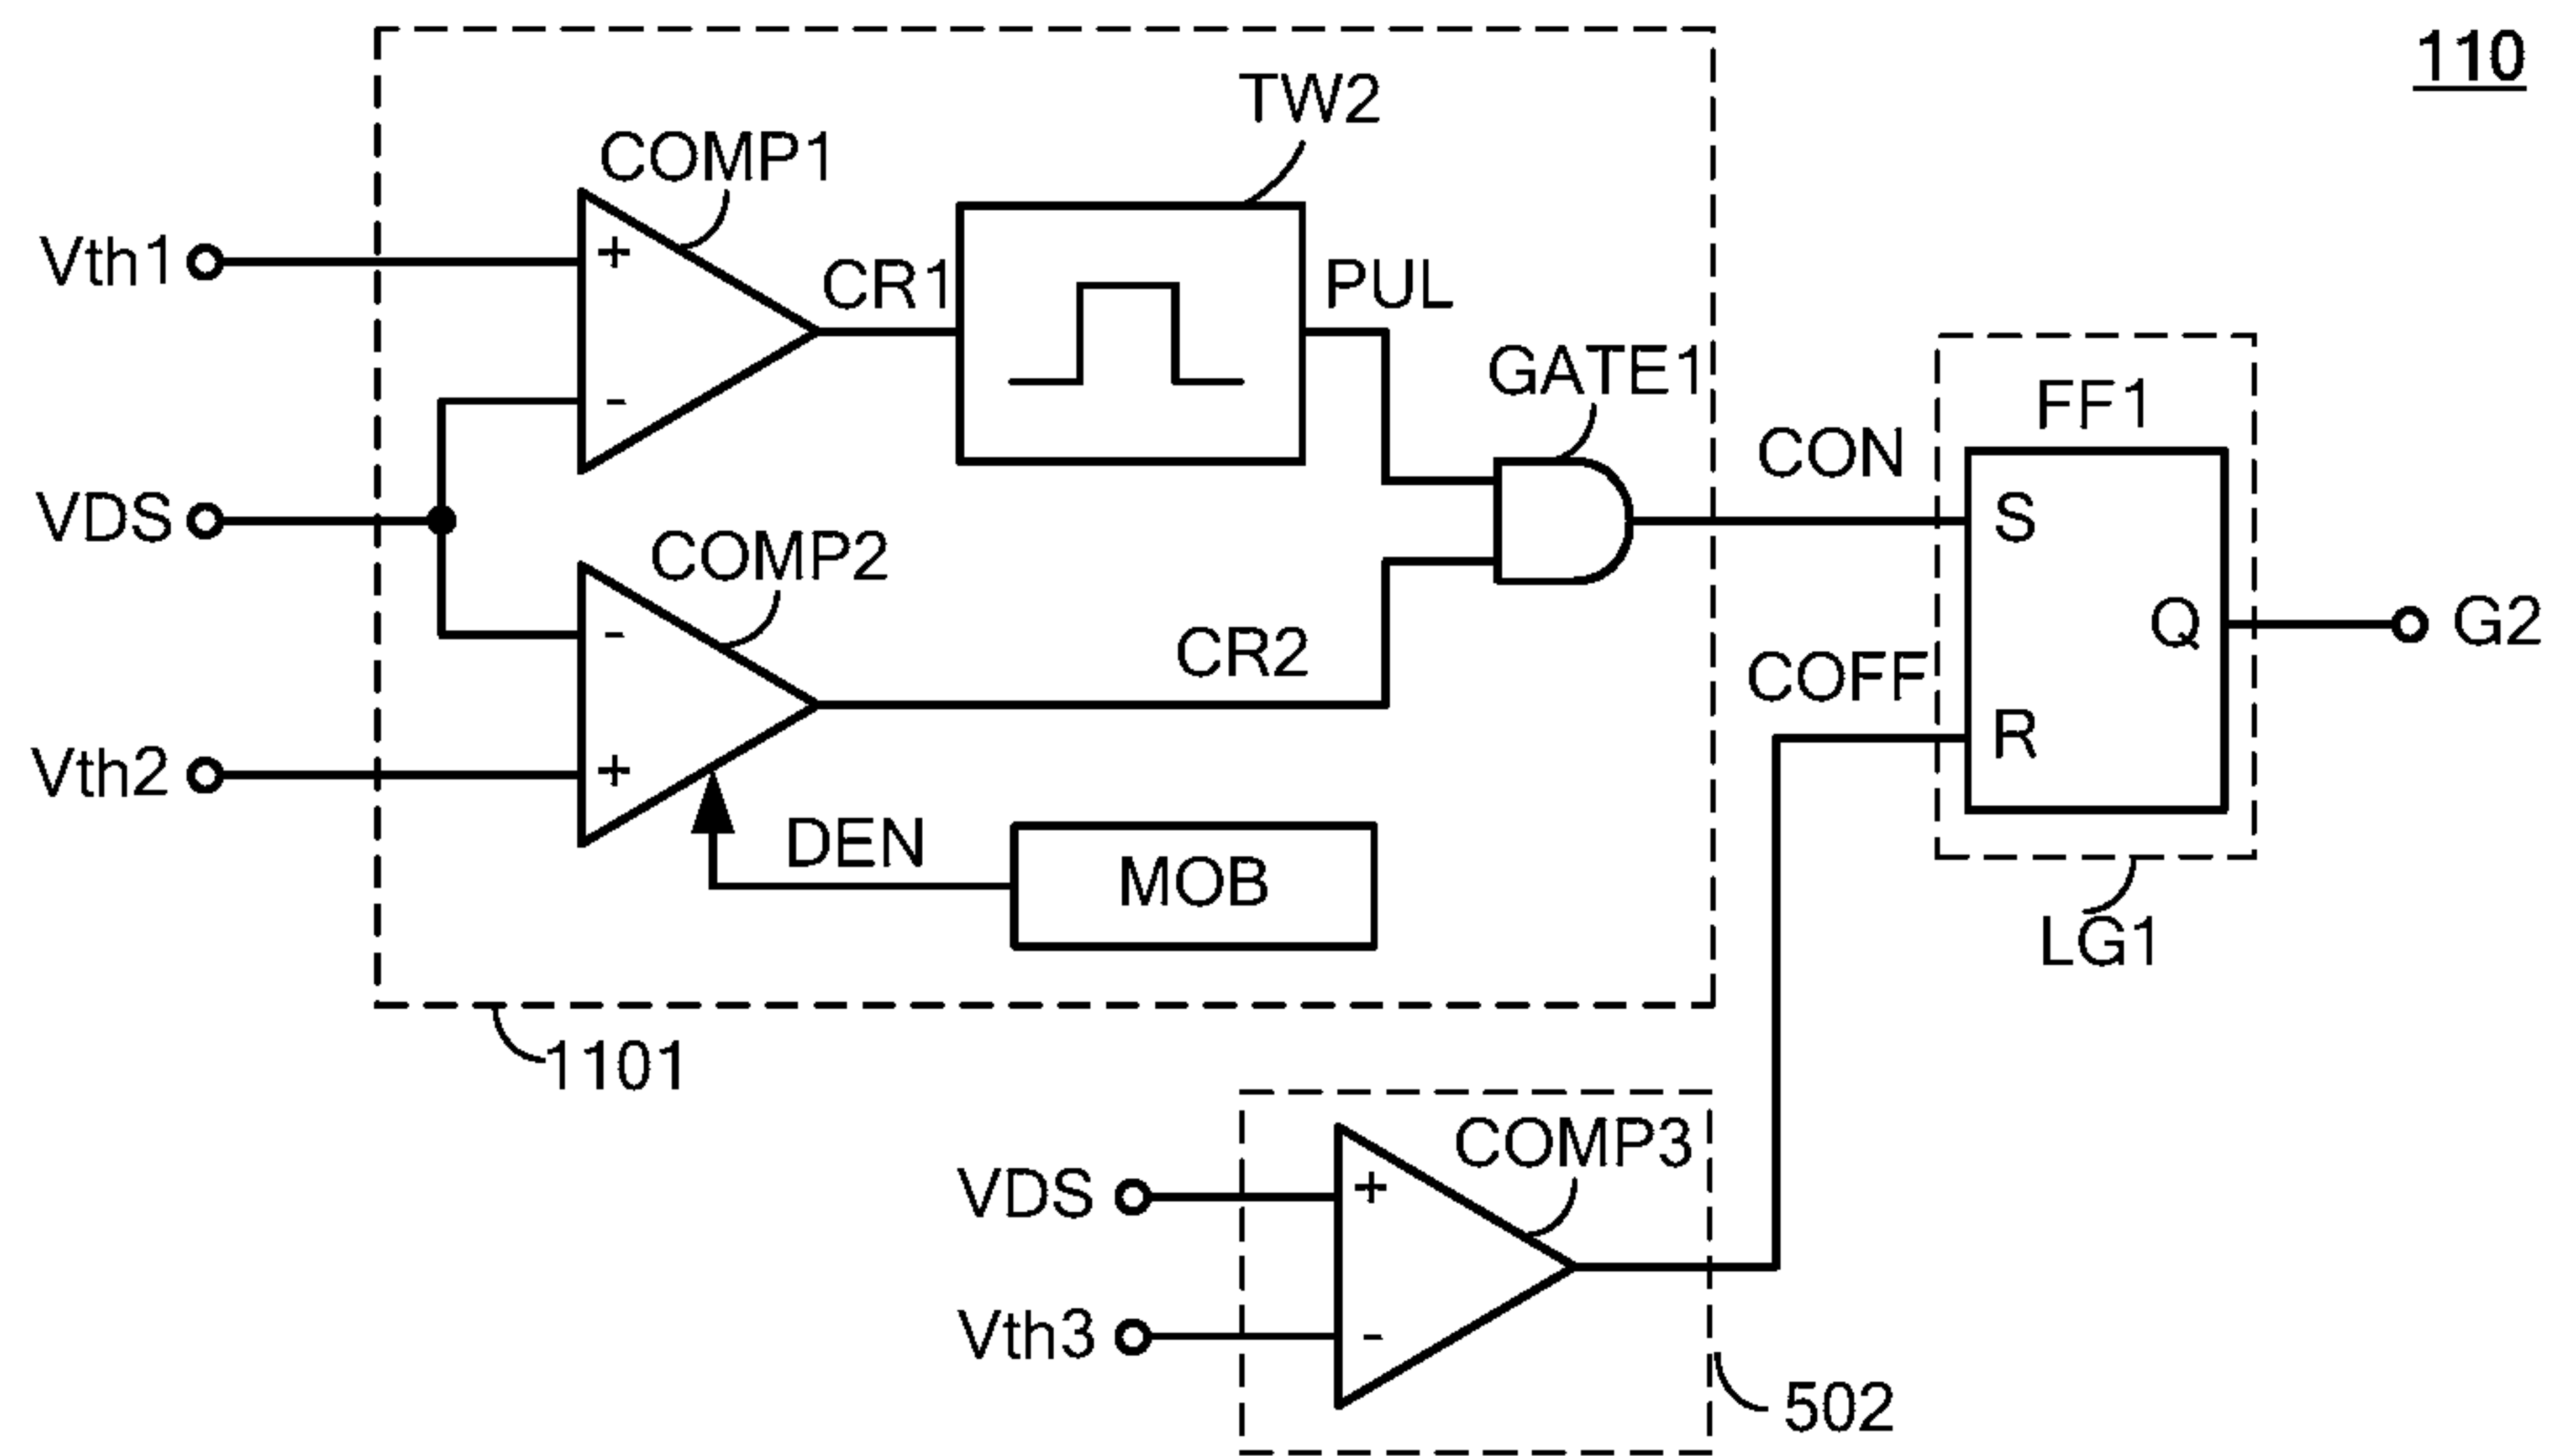 110
TW2
COMP1
Vth1
+
CR1
PUL
GATE1
-
CON
FF1
VDS
S
COMP2
-
CR2
Q
G2
COFF
Vth2
+
R
DEN
MOB
LG1
1101
COMP3
VDS
+
Vth3
-
502